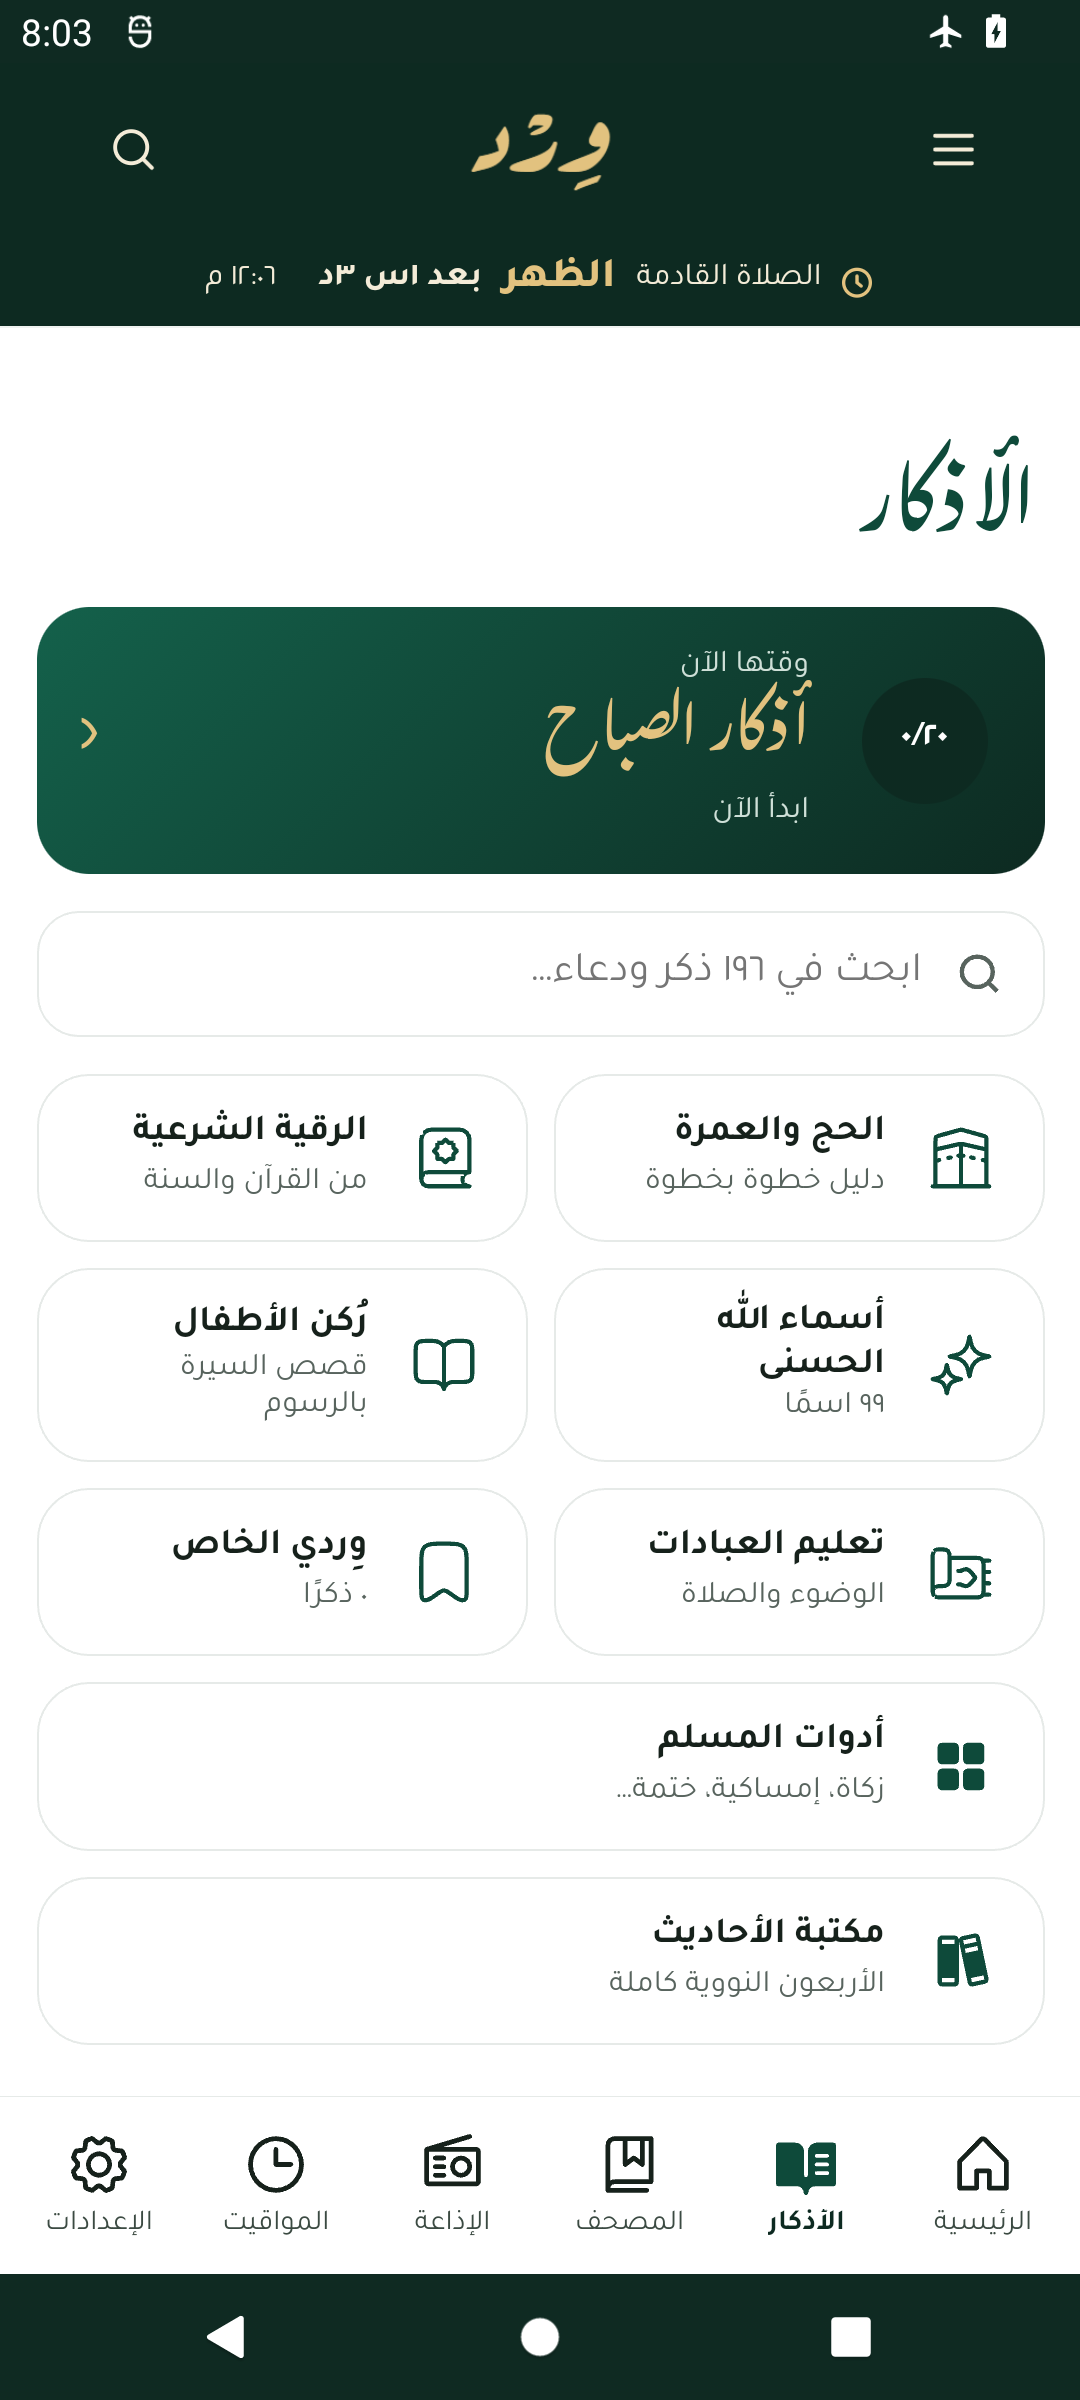 8:03
وِرْد
الصلاة القادمة الظهر بعد ١س ٣د ١٢:٠٦ م
الأذكار
وقتها الآن
أذكار الصباح
ابدأ الآن
٠/٢٠
ابحث في ١٩٦ ذكر ودعاء...
الحج والعمرة
دليل خطوة بخطوة
الرقية الشرعية
من القرآن والسنة
أسماء الله
الحسنى
٩٩ اسمًا
رُكن الأطفال
قصص السيرة
بالرسوم
تعليم العبادات
الوضوء والصلاة
وِردي الخاص
٠ ذكرًا
أدوات المسلم
زكاة، إمساكية، ختمة...
مكتبة الأحاديث
الأربعون النووية كاملة
الرئيسية
الأذكار
المصحف
الإذاعة
المواقيت
الإعدادات